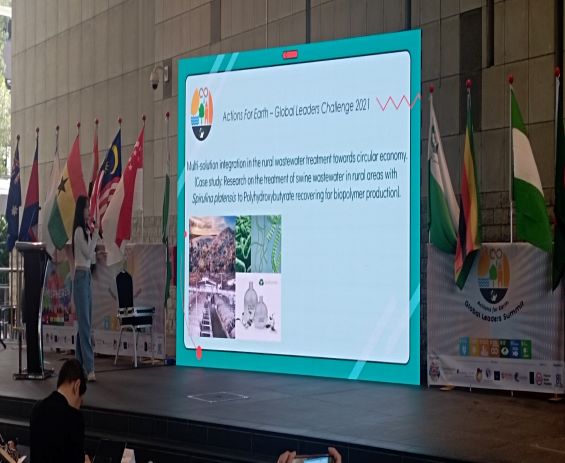 Actions For Earth – Global Leaders Challenge 2021
Multi-solution integration in the rural wastewater treatment towards circular economy.
(Case study: Research on the treatment of swine wastewater in rural areas with
Spirulina platensis to Polyhydroxybutyrate recovering for biopolymer production).
Actions for Earth
Global Leaders Summit